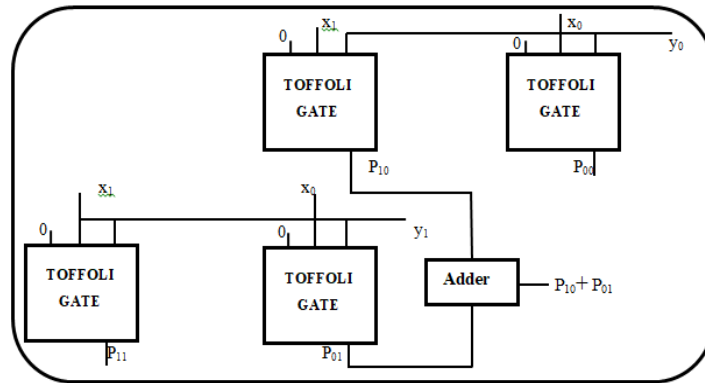 x₁ x₀
0 0 y₀
TOFFOLI GATE TOFFOLI GATE
P₁₀ P₀₀
x₁ x₀
0 0 y₁
TOFFOLI GATE TOFFOLI GATE Adder P₁₀+ P₀₁
P₁₁ P₀₁